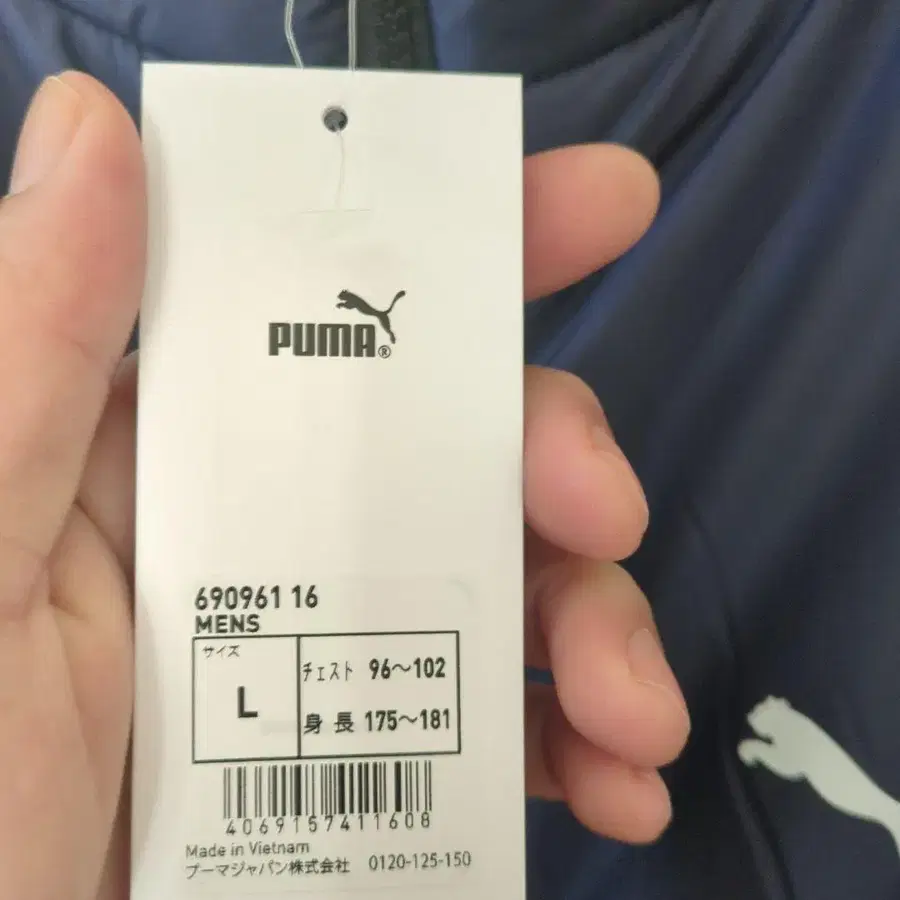 PUMA®
690961 16
MENS
サイズ
L
チェスト 96〜102
身長 175〜181
4069157411608
Made in Vietnam
プーマジャパン株式会社 0120-125-150